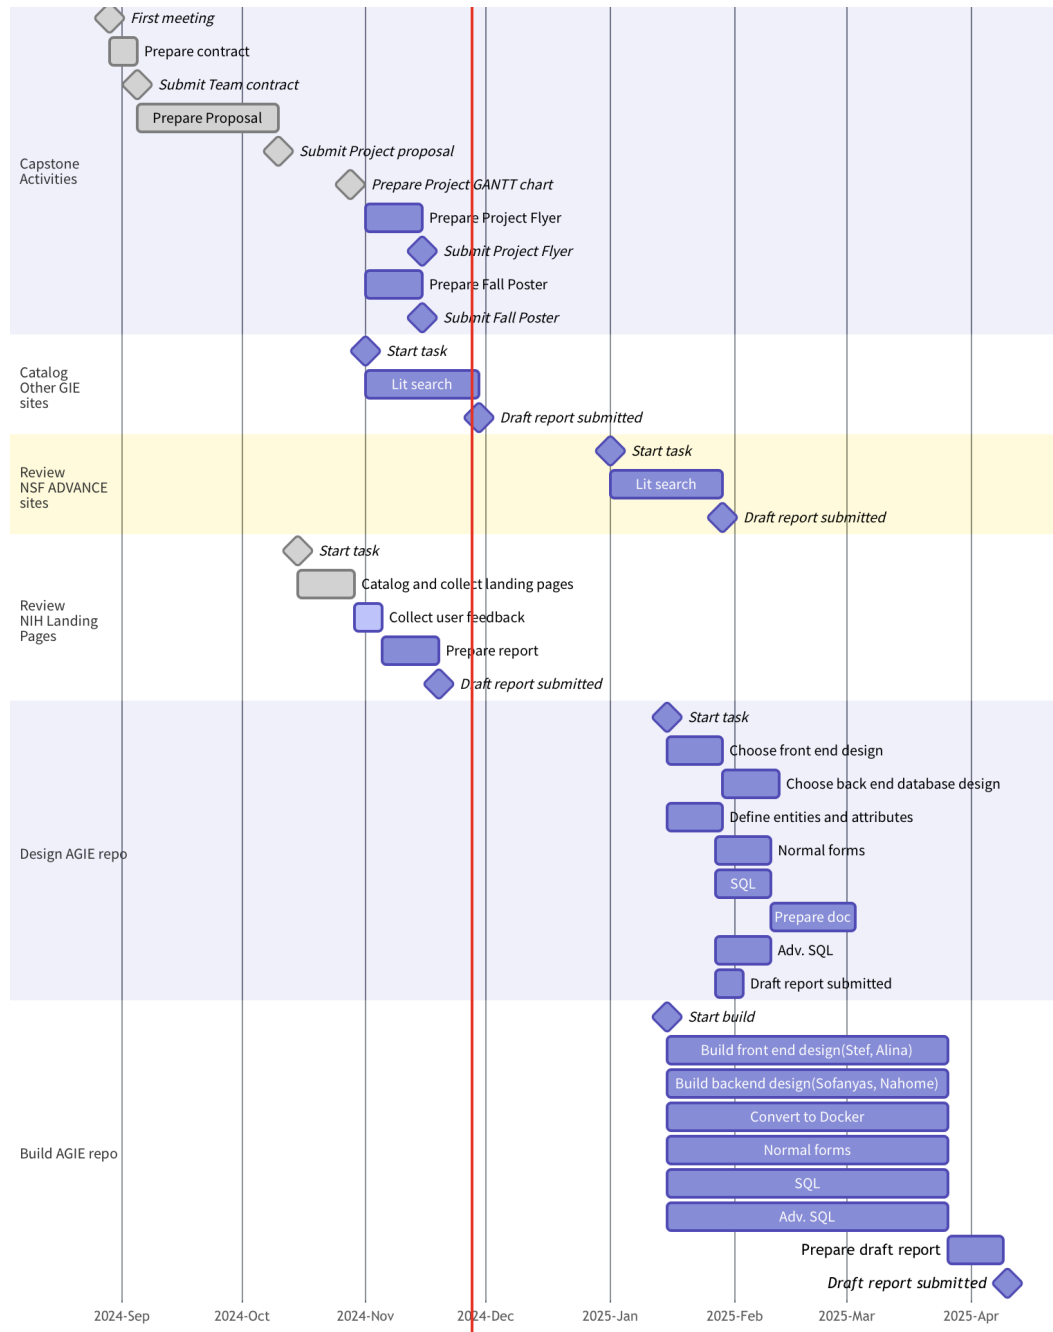 First meeting
Prepare contract
Submit Team contract
Prepare Proposal
Submit Project proposal
Capstone
Activities
Prepare Project GANTT chart
Prepare Project Flyer
Submit Project Flyer
Prepare Fall Poster
Submit Fall Poster
Start task
Catalog
Other GIE
sites
Lit search
Draft report submitted
Start task
Review
NSF ADVANCE
sites
Lit search
Draft report submitted
Start task
Catalog and collect landing pages
Review
NIH Landing
Pages
Collect user feedback
Prepare report
Draft report submitted
Start task
Choose front end design
Choose back end database design
Define entities and attributes
Design AGIE repo
Normal forms
SQL
Prepare doc
Adv. SQL
Draft report submitted
Start build
Build front end design(Stef, Alina)
Build backend design(Sofanyas, Nahome)
Convert to Docker
Build AGIE repo
Normal forms
SQL
Adv. SQL
Prepare draft report
Draft report submitted
2024-Sep
2024-Oct
2024-Nov
2024-Dec
2025-Jan
2025-Feb
2025-Mar
2025-Apr